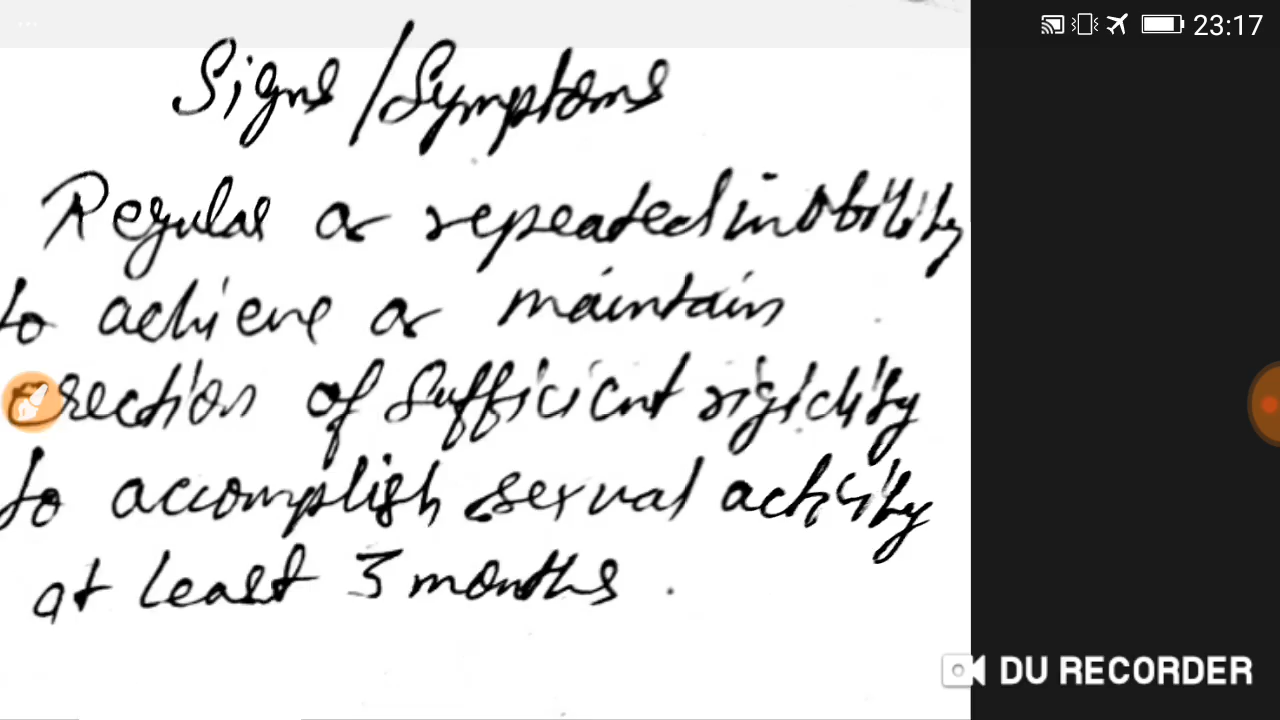 23:17
Signs/Symptoms
Regular or repeated inability
to achieve or maintain
erection of sufficient rigidity
to accomplish sexual activity
at least 3 months.
DU RECORDER